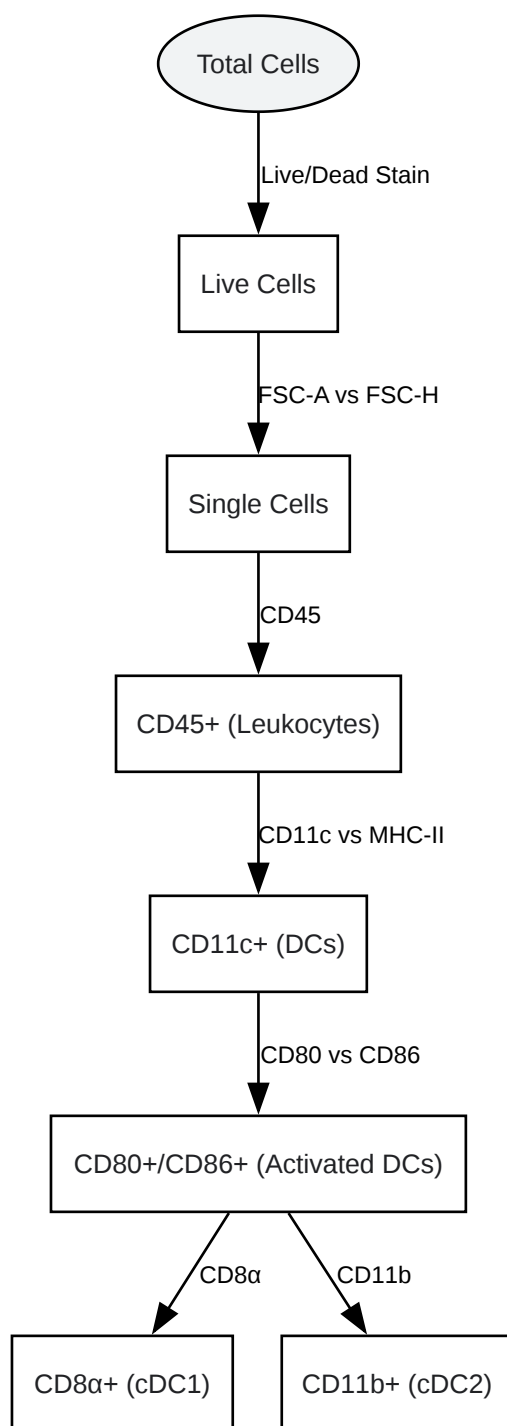 Total Cells
Live/Dead Stain
Live Cells
FSC-A vs FSC-H
Single Cells
CD45
CD45+ (Leukocytes)
CD11c vs MHC-II
CD11c+ (DCs)
CD80 vs CD86
CD80+/CD86+ (Activated DCs)
CD8α
CD11b
CD8α+ (cDC1)
CD11b+ (cDC2)